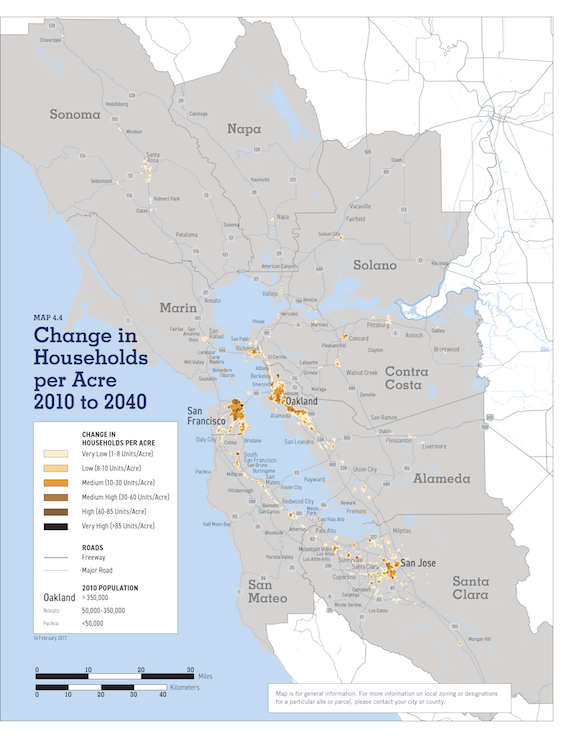 Cloverdale
Healdsburg
Sonoma
Calistoga
Windsor
Napa
Santa
Rosa
Sebastopol
Yountville
Dixon
Rohnert Park
Cotati
Vacaville
Napa
Fairfield
Sonoma
Petaluma
Suisun City
American Canyon
Solano
Rio Vista
Novato
Vallejo
Benicia
Marin
MAP 4.4
Change in
Households
per Acre
2010 to 2040
Hercules
Pinole
Martinez
Pittsburg
Antioch
Oakley
Fairfax
San
Anselmo
Ross
San
Rafael
San Pablo
Richmond
Concord
Pleasant Hill
Clayton
Brentwood
Larkspur
Corte
Madera
Mill Valley
El Cerrito
Belvedere
Tiburon
Albany
Berkeley
Lafayette
Orinda
Walnut Creek
Contra
Costa
Sausalito
Emeryville
Moraga
Danville
Piedmont
Oakland
San
Francisco
Alameda
San Ramon
Daly City
Colma
Brisbane
San Leandro
Dublin
Pleasanton
Livermore
South
San Francisco
San Bruno
Pacifica
Millbrae
Burlingame
San
Mateo
Hayward
Union City
Alameda
Hillsborough
Foster City
Belmont
San Carlos
Redwood City
Newark
Fremont
Half Moon Bay
Menlo
Park
East Palo Alto
Atherton
Woodside
Palo Alto
Milpitas
Portola Valley
Mountain View
Los Altos
Los Altos Hills
Sunnyvale
Santa Clara
San Jose
Cupertino
San
Mateo
Campbell
Saratoga
Monte Sereno
Los Gatos
Santa
Clara
Morgan Hill
CHANGE IN
HOUSEHOLDS PER ACRE
Very Low (1-8 Units/Acre)
Low (8-10 Units/Acre)
Medium (10-30 Units/Acre)
Medium High (30-60 Units/Acre)
High (60-85 Units/Acre)
Very High (>85 Units/Acre)
ROADS
Freeway
Major Road
2010 POPULATION
Oakland > 350,000
Novato 50,000-350,000
Pacifica <50,000
16 February 2017
0 10 20 30 Miles
0 10 20 30 40 Kilometers
Map is for general information. For more information on local zoning or designations
for a particular site or parcel, please contact your city or county.